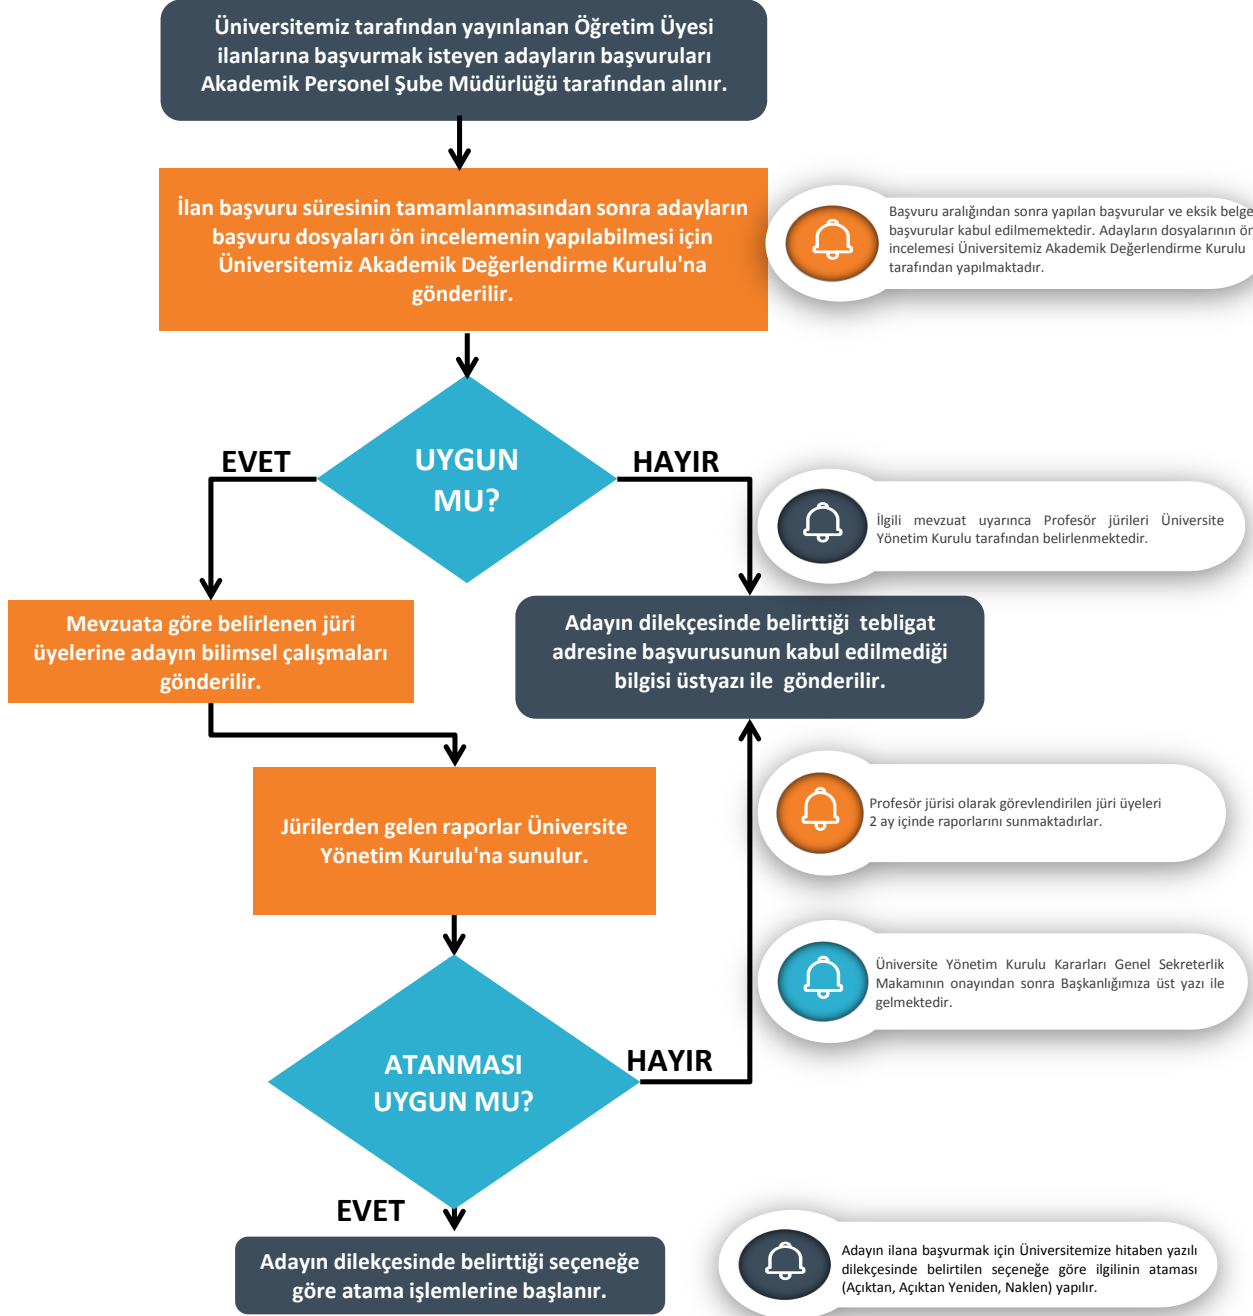 Üniversitemiz tarafından yayınlanan Öğretim Üyesi
ilanlarına başvurmak isteyen adayların başvuruları
Akademik Personel Şube Müdürlüğü tarafından alınır.
İlan başvuru süresinin tamamlanmasından sonra adayların
başvuru dosyaları ön incelemenin yapılabilmesi için
Üniversitemiz Akademik Değerlendirme Kurulu'na
gönderilir.
Başvuru aralığından sonra yapılan başvurular ve eksik belge
başvurular kabul edilmemektedir. Adayların dosyalarının ön
incelemesi Üniversitemiz Akademik Değerlendirme Kurulu
tarafından yapılmaktadır.
EVET
UYGUN
MU?
HAYIR
İlgili mevzuat uyarınca Profesör jürileri Üniversite
Yönetim Kurulu tarafından belirlenmektedir.
Mevzuata göre belirlenen jüri
üyelerine adayın bilimsel çalışmaları
gönderilir.
Adayın dilekçesinde belirttiği tebligat
adresine başvurusunun kabul edilmediği
bilgisi üstyazı ile gönderilir.
Jürilerden gelen raporlar Üniversite
Yönetim Kurulu'na sunulur.
Profesör jürisi olarak görevlendirilen jüri üyeleri
2 ay içinde raporlarını sunmaktadırlar.
Üniversite Yönetim Kurulu Kararları Genel Sekreterlik
Makamının onayından sonra Başkanlığımıza üst yazı ile
gelmektedir.
ATANMASI
UYGUN MU?
HAYIR
EVET
Adayın dilekçesinde belirttiği seçeneğe
göre atama işlemlerine başlanır.
Adayın ilana başvurmak için Üniversitemize hitaben yazılı
dilekçesinde belirtilen seçeneğe göre ilgilinin ataması
(Açıktan, Açıktan Yeniden, Naklen) yapılır.